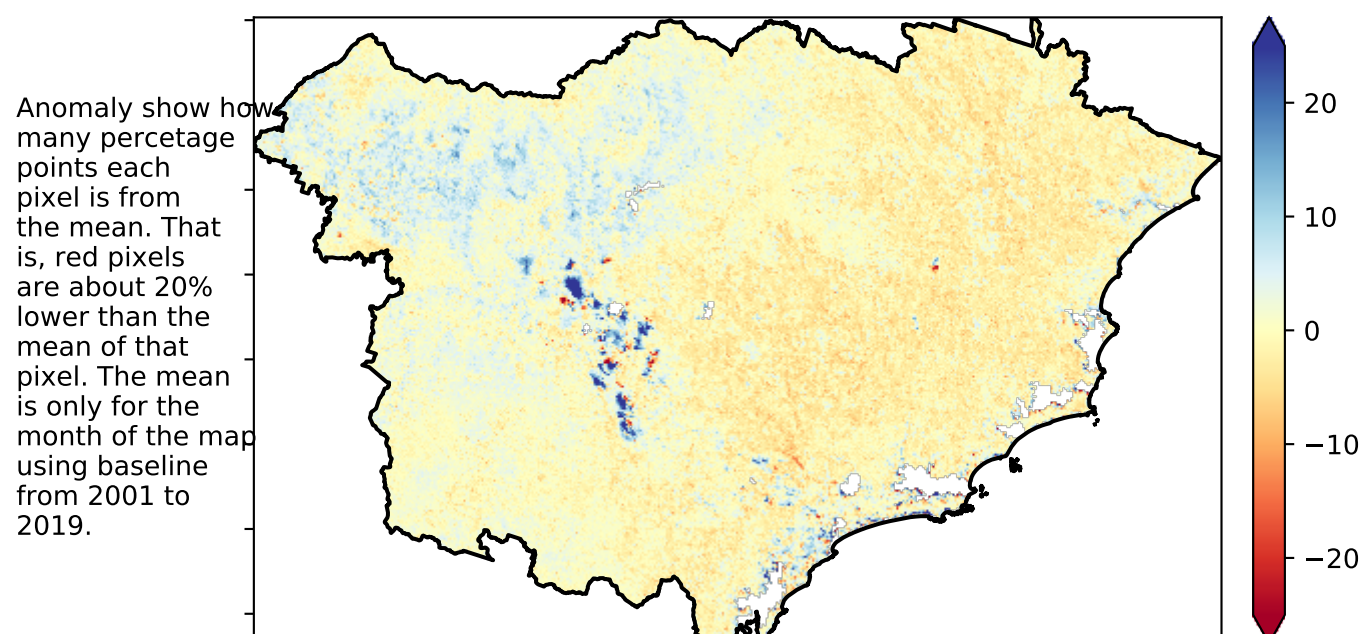 Anomaly show how
many percetage
points each
pixel is from
the mean. That
is, red pixels
are about 20%
lower than the
mean of that
pixel. The mean
is only for the
month of the map
using baseline
from 2001 to
2019.
20
10
0
−10
−20